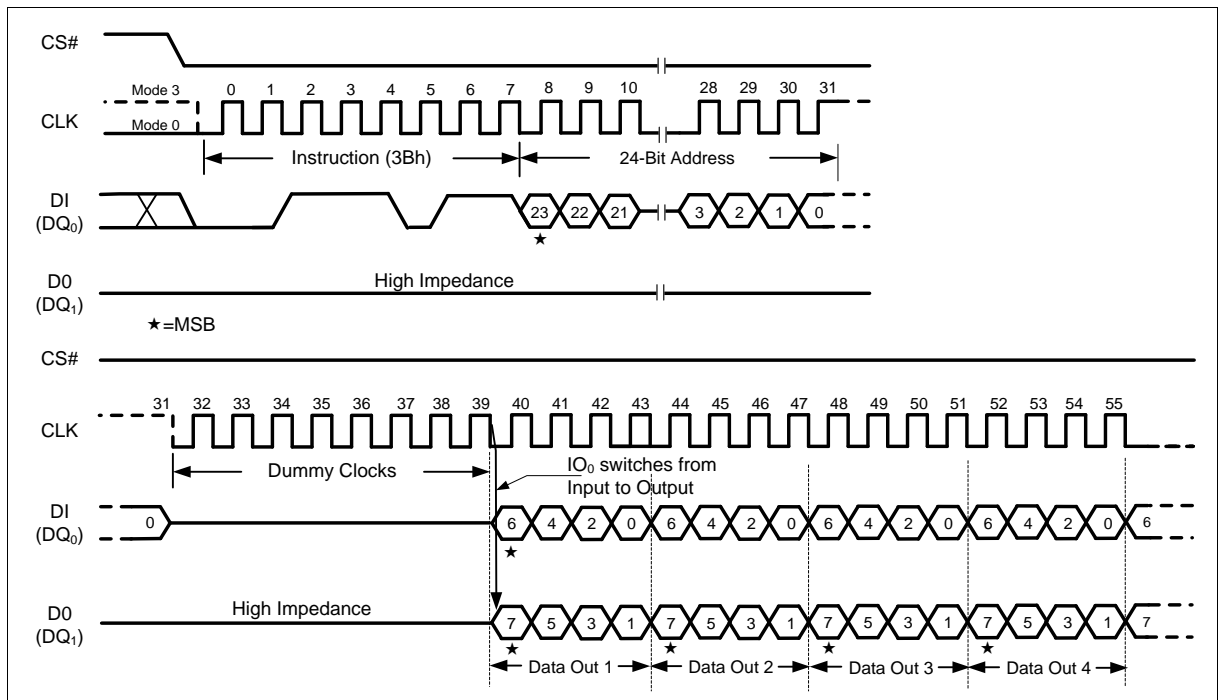 CS#
Mode 3
0 1 2 3 4 5 6 7 8 9 10 28 29 30 31
CLK
Mode 0
Instruction (3Bh) 24-Bit Address
DI
(DQ0)
23 22 21 3 2 1 0
★
D0
(DQ1)
High Impedance
★=MSB
CS#
31 32 33 34 35 36 37 38 39 40 41 42 43 44 45 46 47 48 49 50 51 52 53 54 55
CLK
Dummy Clocks
IO0 switches from
Input to Output
DI
(DQ0)
0 6 4 2 0 6 4 2 0 6 4 2 0 6 4 2 0 6
★
D0
(DQ1)
High Impedance
7 5 3 1 7 5 3 1 7 5 3 1 7 5 3 1 7
★ ★ ★ ★
Data Out 1 Data Out 2 Data Out 3 Data Out 4